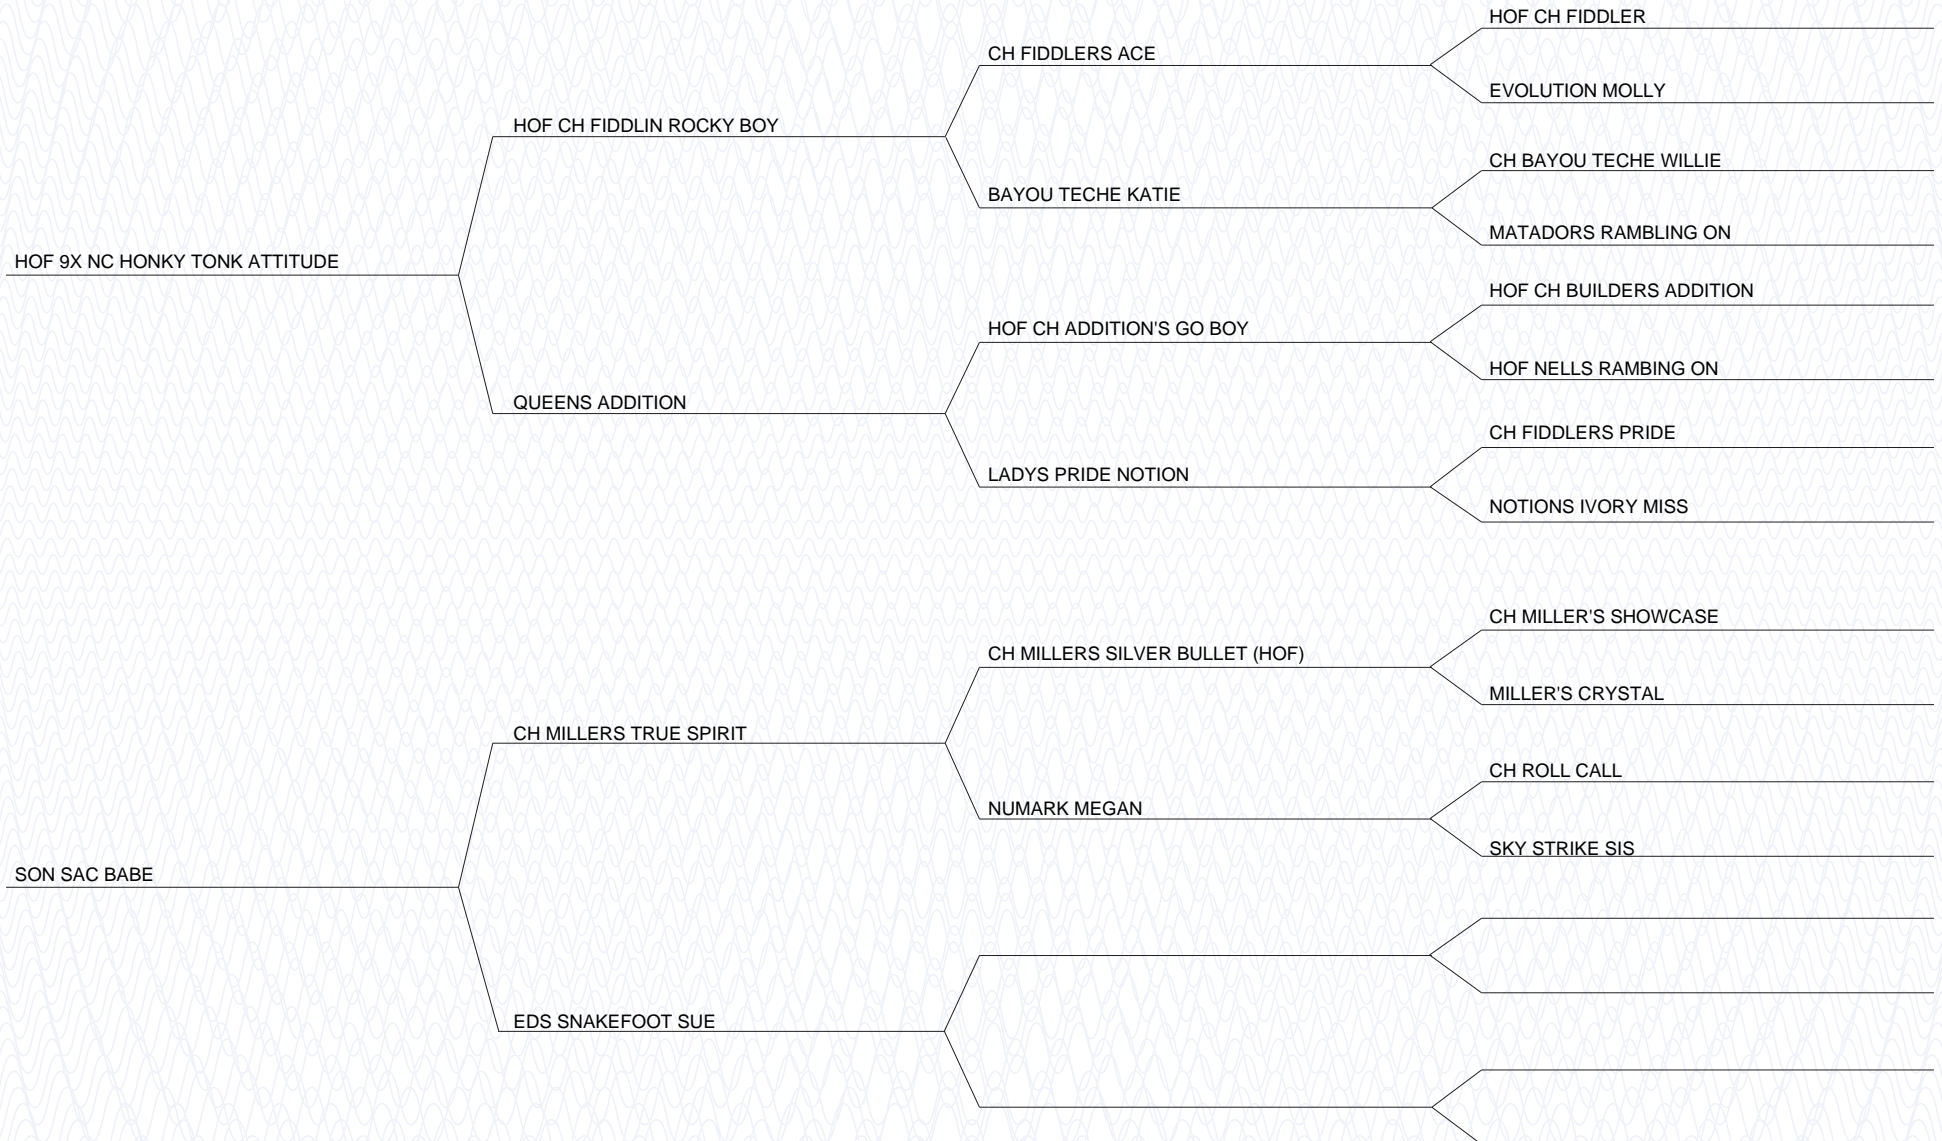 HOF CH FIDDLER
CH FIDDLERS ACE
EVOLUTION MOLLY
HOF CH FIDDLIN ROCKY BOY
CH BAYOU TECHE WILLIE
BAYOU TECHE KATIE
MATADORS RAMBLING ON
HOF 9X NC HONKY TONK ATTITUDE
HOF CH BUILDERS ADDITION
HOF CH ADDITION'S GO BOY
HOF NELLS RAMBING ON
QUEENS ADDITION
CH FIDDLERS PRIDE
LADYS PRIDE NOTION
NOTIONS IVORY MISS
CH MILLER'S SHOWCASE
CH MILLERS SILVER BULLET (HOF)
MILLER'S CRYSTAL
CH MILLERS TRUE SPIRIT
CH ROLL CALL
NUMARK MEGAN
SKY STRIKE SIS
SON SAC BABE
EDS SNAKEFOOT SUE